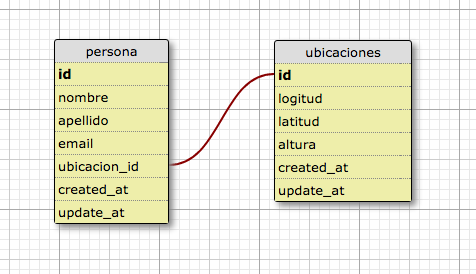 persona
id
nombre
apellido
email
ubicacion_id
created_at
update_at
ubicaciones
id
logitud
latitud
altura
created_at
update_at